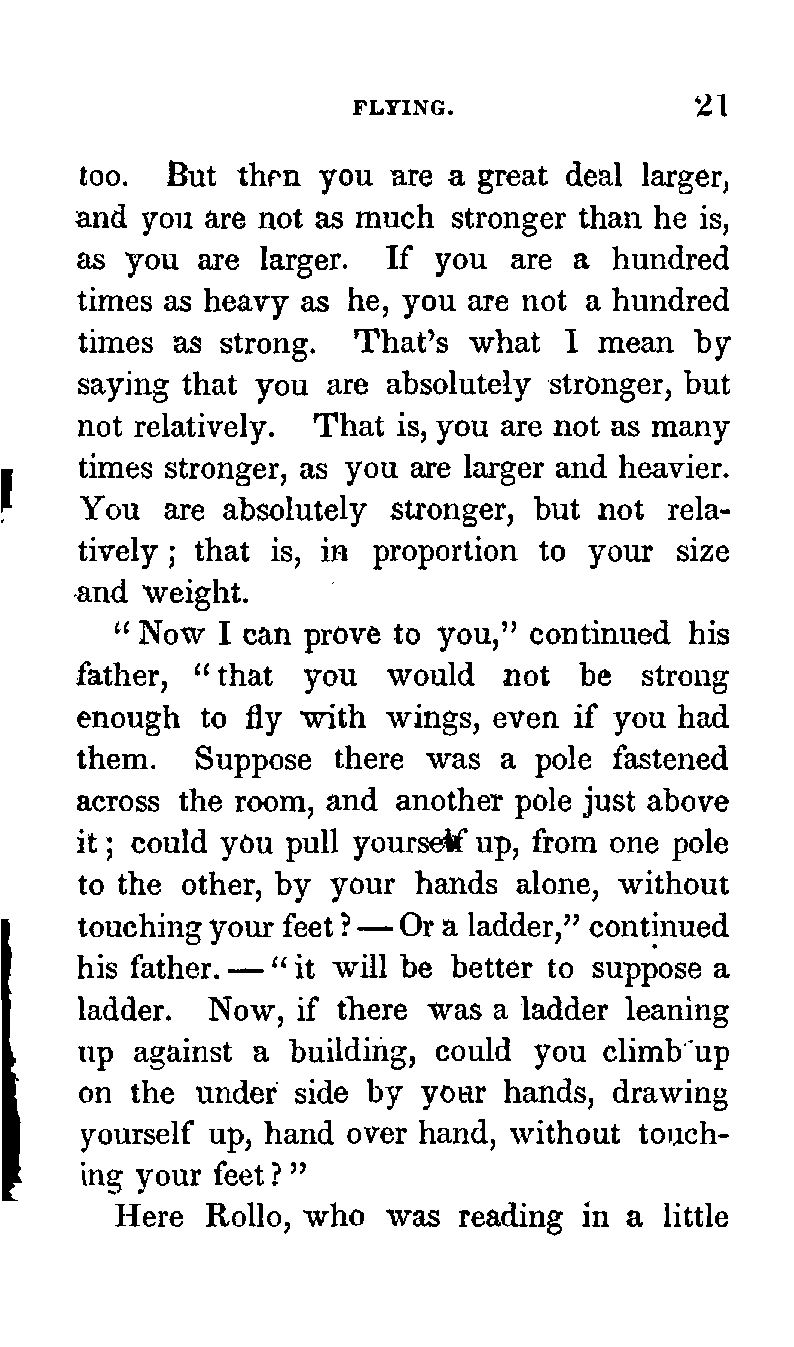 FLYING. 21
too. But then you are a great deal larger,
and you are not as much stronger than he is,
as you are larger. If you are a hundred
times as heavy as he, you are not a hundred
times as strong. That's what I mean by
saying that you are absolutely stronger, but
not relatively. That is, you are not as many
times stronger, as you are larger and heavier.
You are absolutely stronger, but not rela-
tively ; that is, in proportion to your size
and weight.
" Now I can prove to you," continued his
father, " that you would not be strong
enough to fly with wings, even if you had
them. Suppose there was a pole fastened
across the room, and another pole just above
it ; could you pull yourself up, from one pole
to the other, by your hands alone, without
touching your feet ? — Or a ladder," continued
his father. — " it will be better to suppose a
ladder. Now, if there was a ladder leaning
up against a building, could you climb up
on the under side by your hands, drawing
yourself up, hand over hand, without touch-
ing your feet ? "
Here Rollo, who was reading in a little